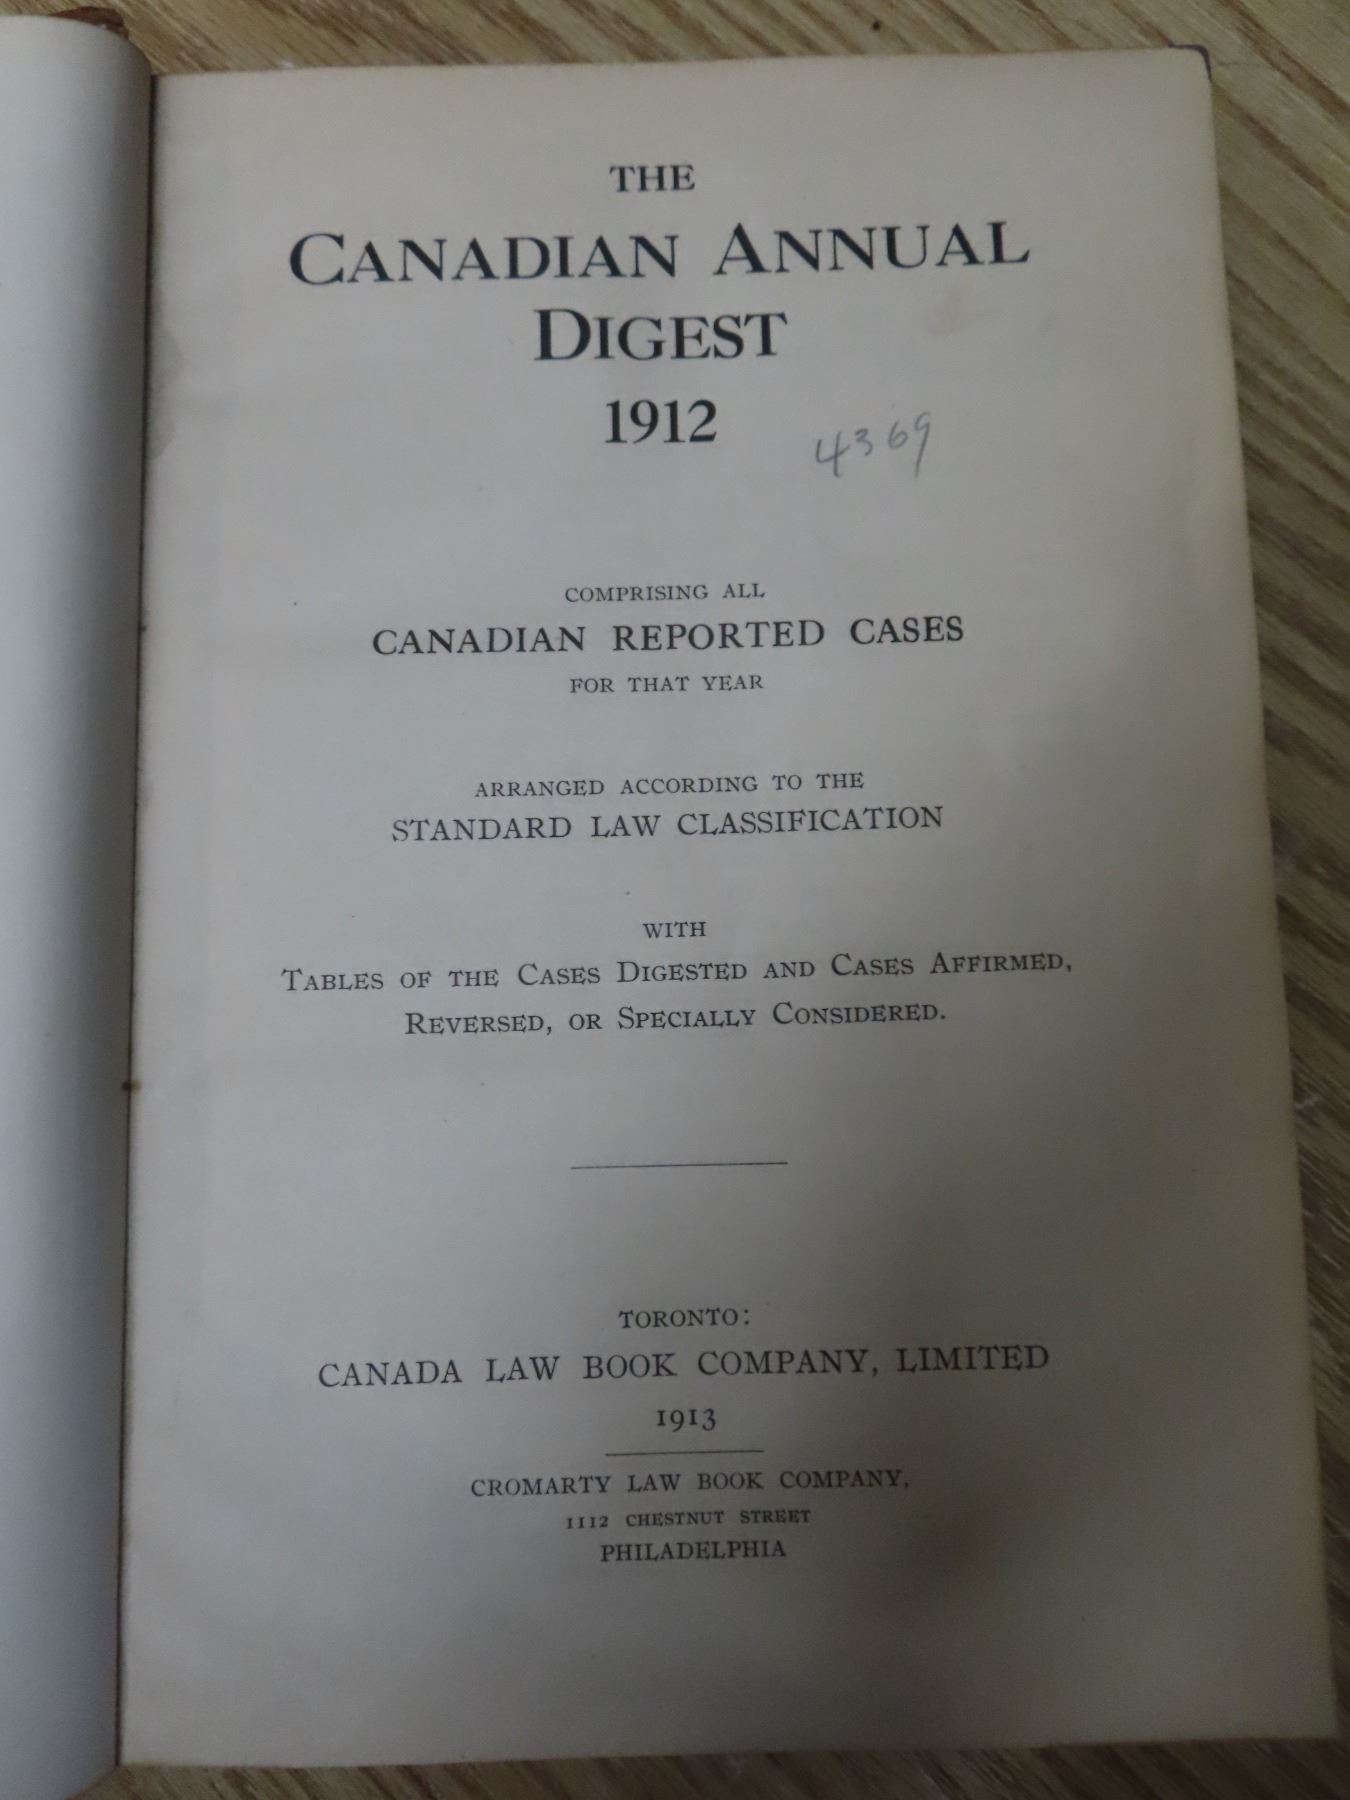 THE
CANADIAN ANNUAL
DIGEST
1912
4369
COMPRISING ALL
CANADIAN REPORTED CASES
FOR THAT YEAR
ARRANGED ACCORDING TO THE
STANDARD LAW CLASSIFICATION
WITH
TABLES OF THE CASES DIGESTED AND CASES AFFIRMED,
REVERSED, OR SPECIALLY CONSIDERED.
TORONTO:
CANADA LAW BOOK COMPANY, LIMITED
1913
CROMARTY LAW BOOK COMPANY,
1112 CHESTNUT STREET
PHILADELPHIA